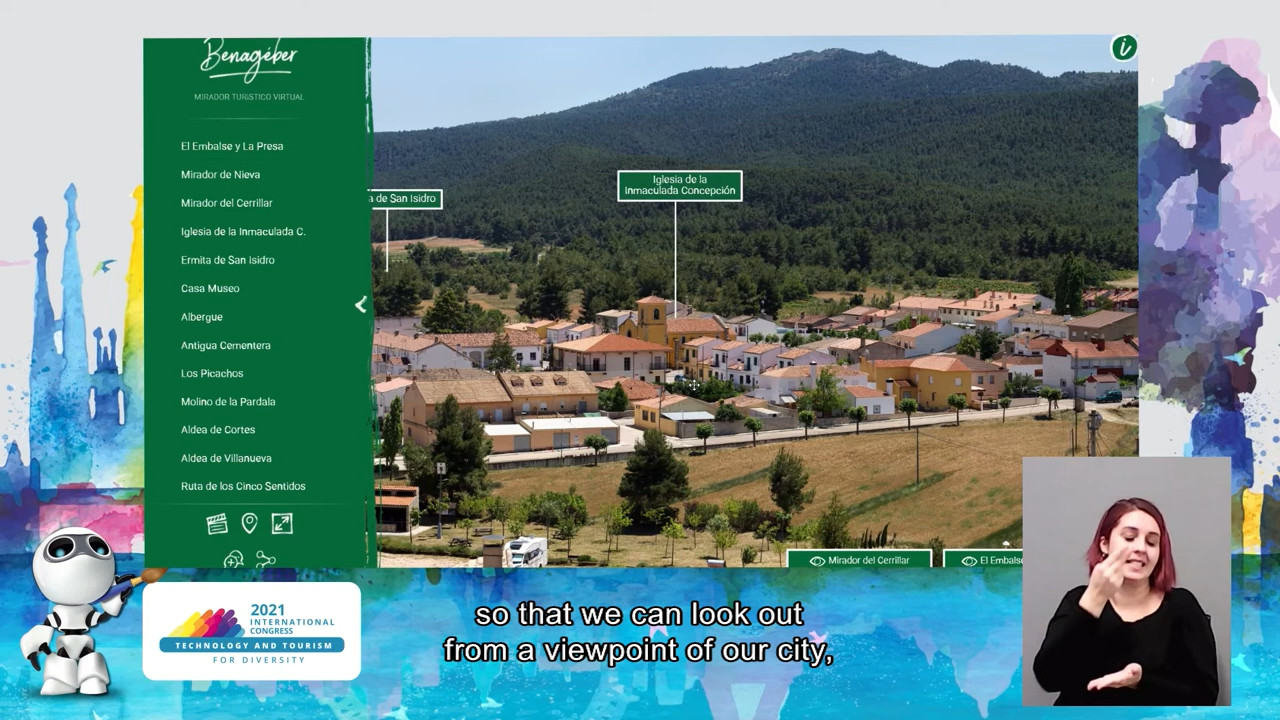 Benagéber
MIRADOR TURÍSTICO VIRTUAL
El Embalse y La Presa
Mirador de Nieva
Mirador del Cerrillar
Iglesia de la Inmaculada C.
Ermita de San Isidro
Casa Museo
Albergue
Antigua Cementera
Los Picachos
Molino de la Pardala
Aldea de Cortes
Aldea de Villanueva
Ruta de los Cinco Sentidos
a de San Isidro
Iglesia de la
Inmaculada Concepción
i
Mirador del Cerrillar
El Embalse
2021
INTERNATIONAL
CONGRESS
TECHNOLOGY AND TOURISM
FOR DIVERSITY
so that we can look out
from a viewpoint of our city,